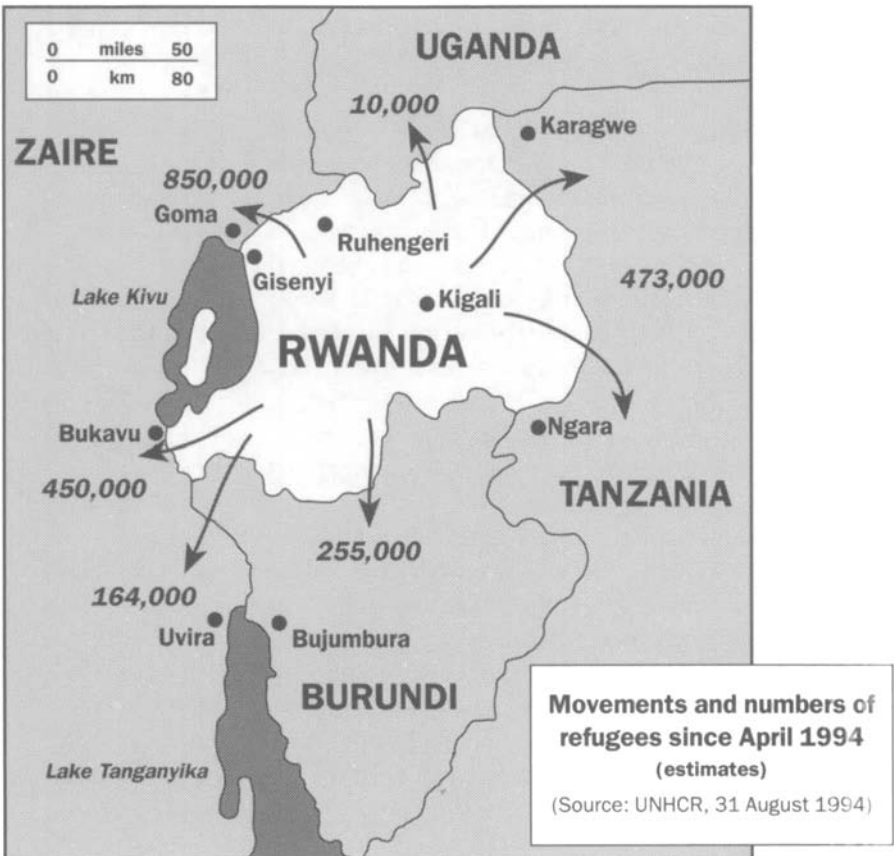 0 miles 50
0 km 80
UGANDA
10,000
Karagwe
ZAIRE
850,000
Goma
Ruhengeri
Gisenyi
473,000
Lake Kivu
Kigali
RWANDA
Bukavu
Ngara
450,000
TANZANIA
255,000
164,000
Uvira
Bujumbura
BURUNDI
Lake Tanganyika
Movements and numbers of
refugees since April 1994
(estimates)
(Source: UNHCR, 31 August 1994)